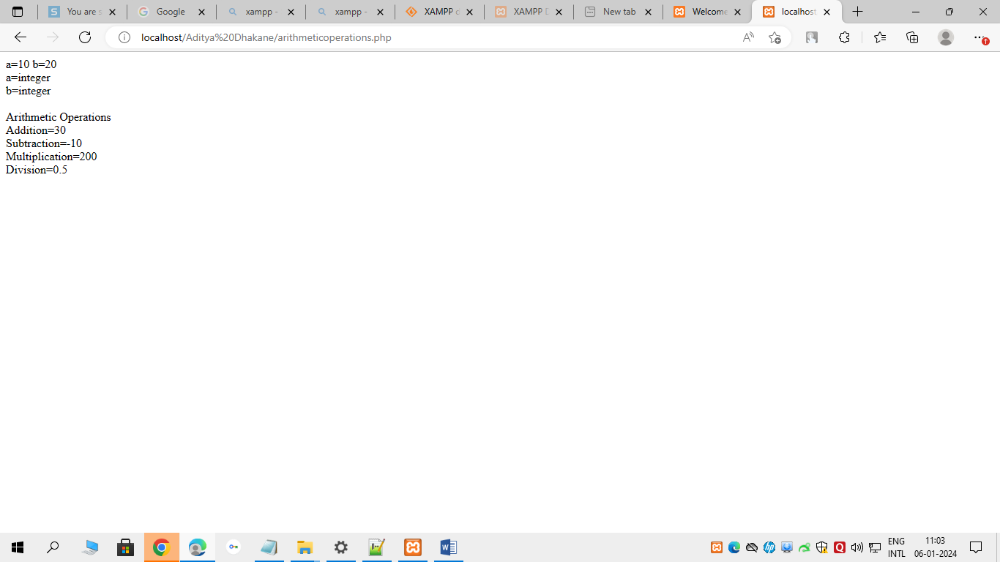 You are s
Google
xampp -
xampp -
XAMPP
XAMPP
New tab
Welcome
localhost
localhost/Aditya%20Dhakane/arithmeticoperations.php
a=10 b=20
a=integer
b=integer
Arithmetic Operations
Addition=30
Subtraction=-10
Multiplication=200
Division=0.5
ENG
INTL
11:03
06-01-2024